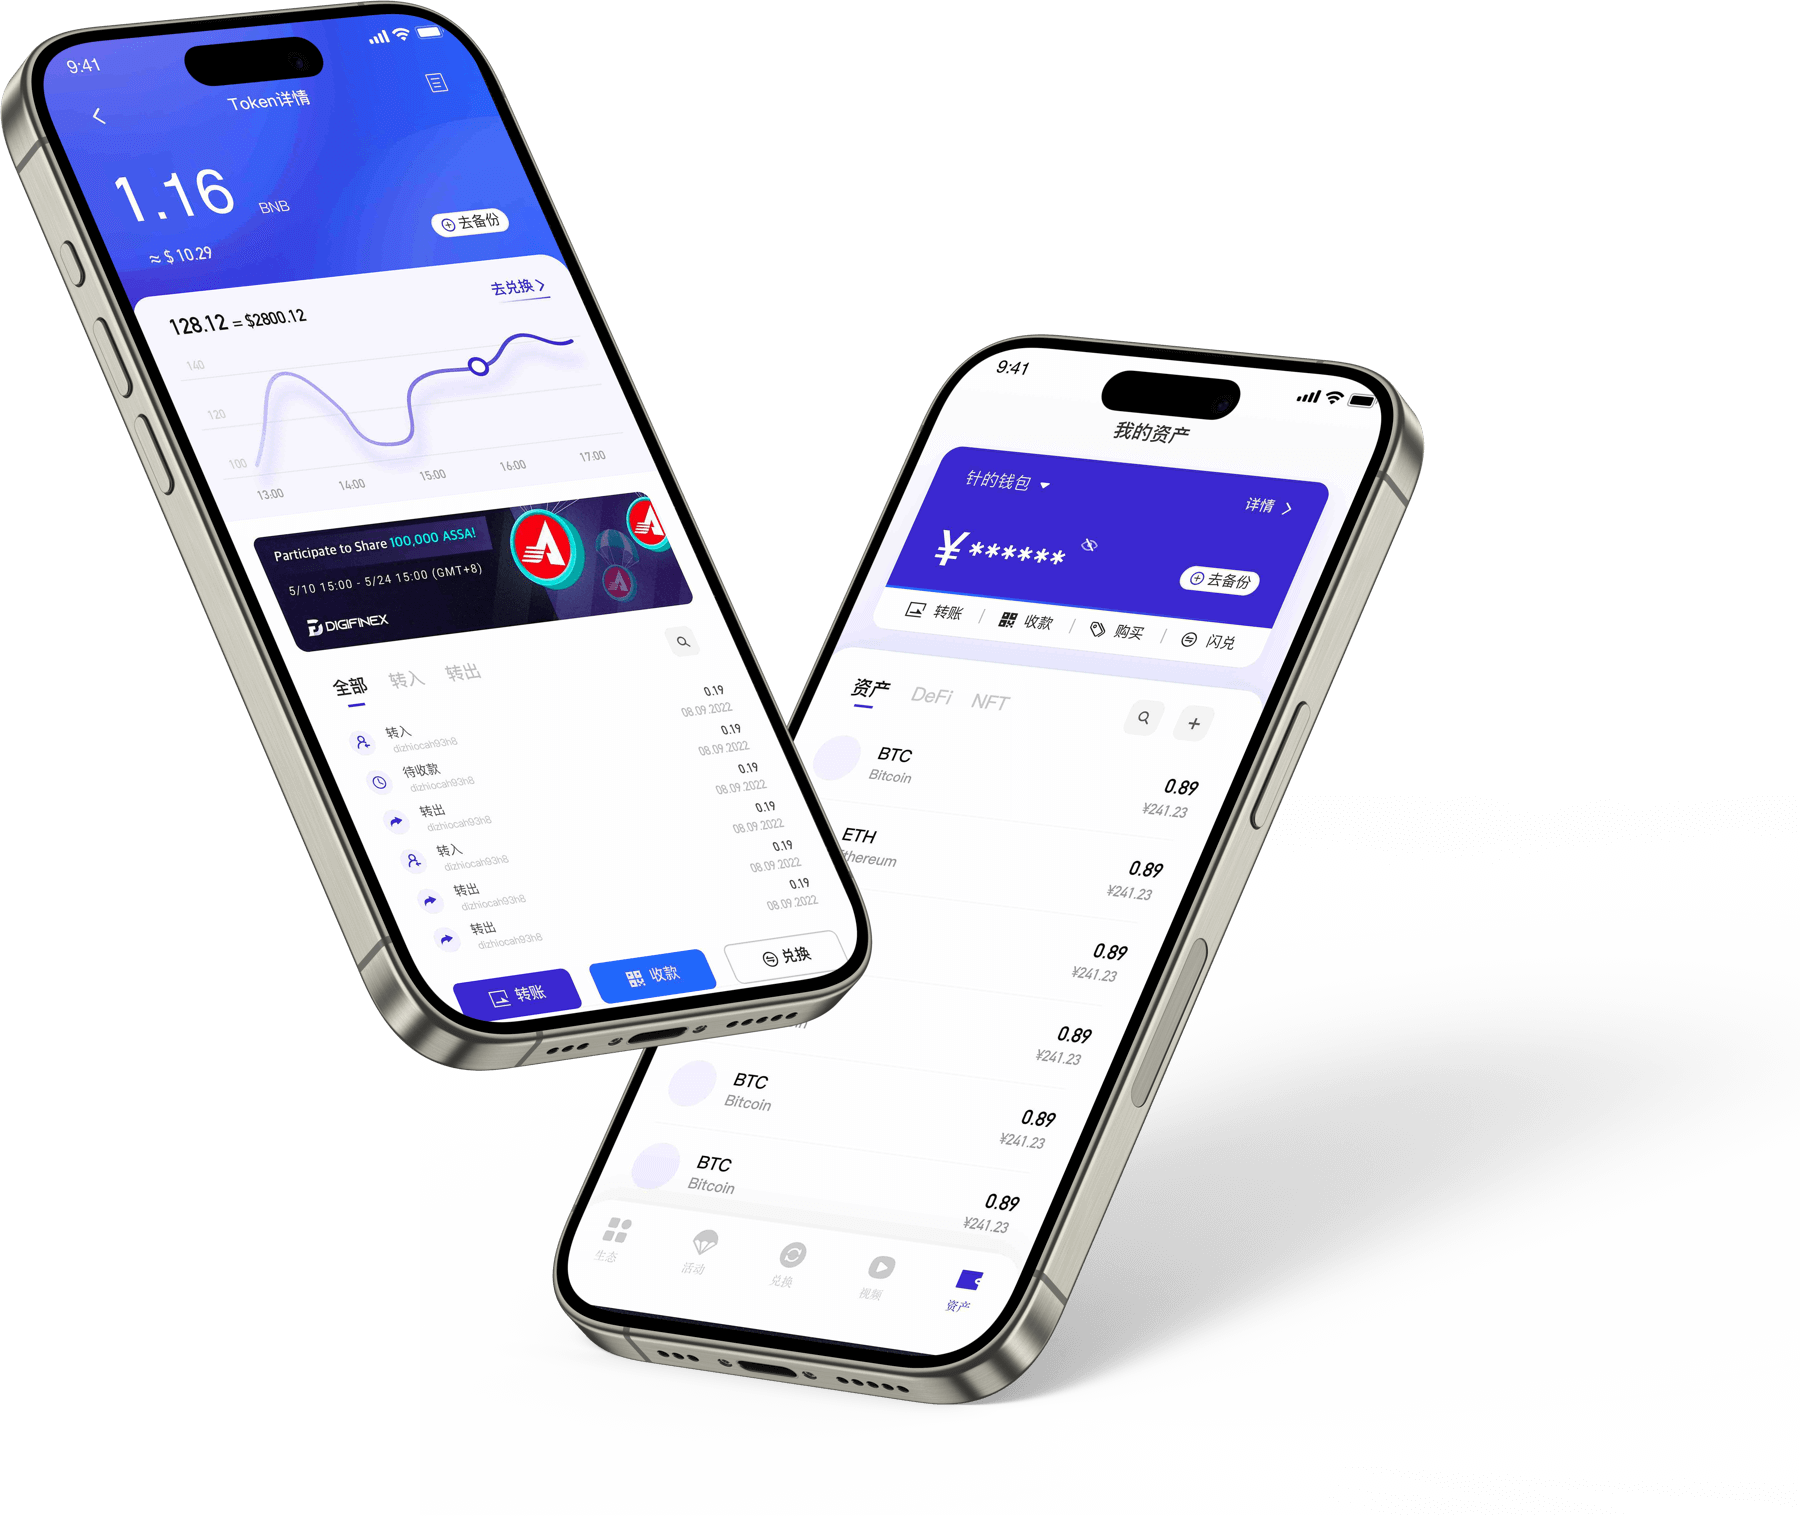 9:41
Token详情
1.16 BNB
≈ $ 10.29
去备份
128.12 = $2800.12
去兑换
140
120
100
13:00 14:00 15:00 16:00 17:00
Participate to Share 100,000 ASSA!
5/10 15:00 - 5/24 15:00 (GMT+8)
DIGIFINEX
全部 转入 转出
转入 0.19
dizhiocah93h8 08.09.2022
待收款 0.19
dizhiocah93h8 08.09.2022
转出 0.19
dizhiocah93h8 08.09.2022
转入 0.19
dizhiocah93h8 08.09.2022
转出 0.19
dizhiocah93h8 08.09.2022
转出 0.19
dizhiocah93h8 08.09.2022
转账 收款 兑换
9:41
我的资产
针的钱包
详情
¥******
去备份
转账 收款 购买 闪兑
资产 DeFi NFT
BTC 0.89
Bitcoin ¥241.23
ETH 0.89
thereum ¥241.23
0.89
¥241.23
0.89
¥241.23
BTC 0.89
Bitcoin ¥241.23
BTC 0.89
Bitcoin ¥241.23
生态 活动 兑换 视频 资产